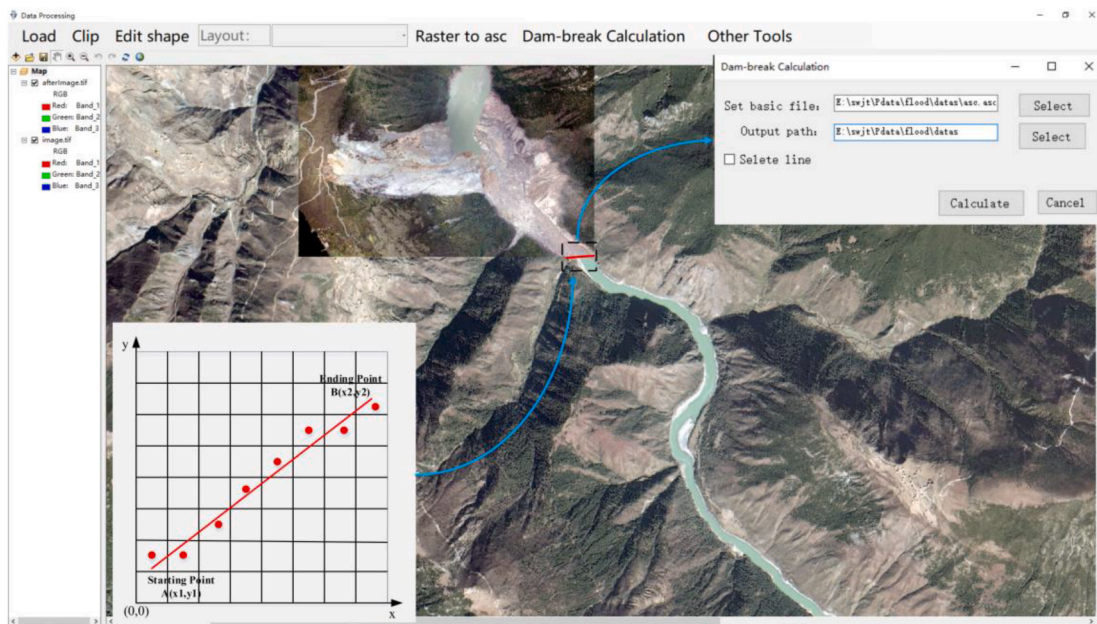 Data Processing
Load Clip Edit shape Layout: Raster to asc Dam-break Calculation Other Tools
Map
afterImage.tif
RGB
Red: Band_1
Green: Band_2
Blue: Band_3
image.tif
RGB
Red: Band_1
Green: Band_2
Blue: Band_3
Dam-break Calculation
Set basic file: E:\swjt\Pdata\flood\datas\asc.asc Select
Output path: E:\swjt\Pdata\flood\datas Select
Selete line
Calculate Cancel
y
Ending Point
B(x2,y2)
Starting Point
A(x1,y1)
(0,0) x